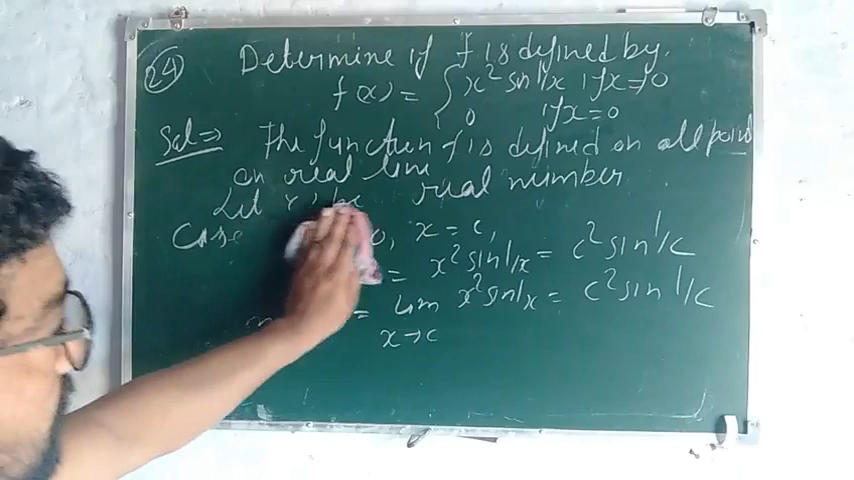 24 Determine if f is defined by.
f(x) = { x² sin 1/x , if x ≠ 0
0 if x = 0
Sol ⇒ The function f is defined on all point
on real line
Let 'c' be real number
Case 0, x = c,
= x² sin 1/x = c² sin 1/c
= lim x² sin 1/x = c² sin 1/c
x → c